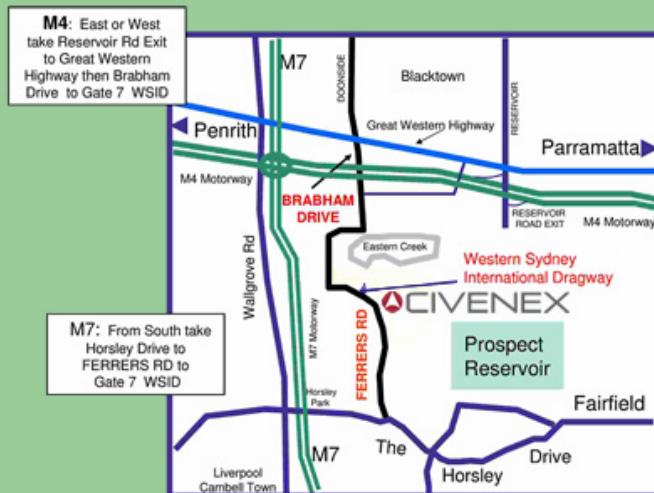 M4: East or West
take Reservoir Rd Exit
to Great Western
Highway then Brabham
Drive to Gate 7 WSID
M7
DOONSIDE
Blacktown
RESERVOIR
Great Western Highway
Penrith
Parramatta
M4 Motorway
BRABHAM
DRIVE
RESERVOIR
ROAD EXIT
M4 Motorway
Eastern Creek
Wallgrove Rd
Western Sydney
International Dragway
CIVENEX
M7 Motorway
FERRERS RD
M7: From South take
Horsley Drive to
FERRERS RD to
Gate 7 WSID
Prospect
Reservoir
Horsley
Park
Fairfield
The
Horsley
Drive
M7
Liverpool
Cambell Town